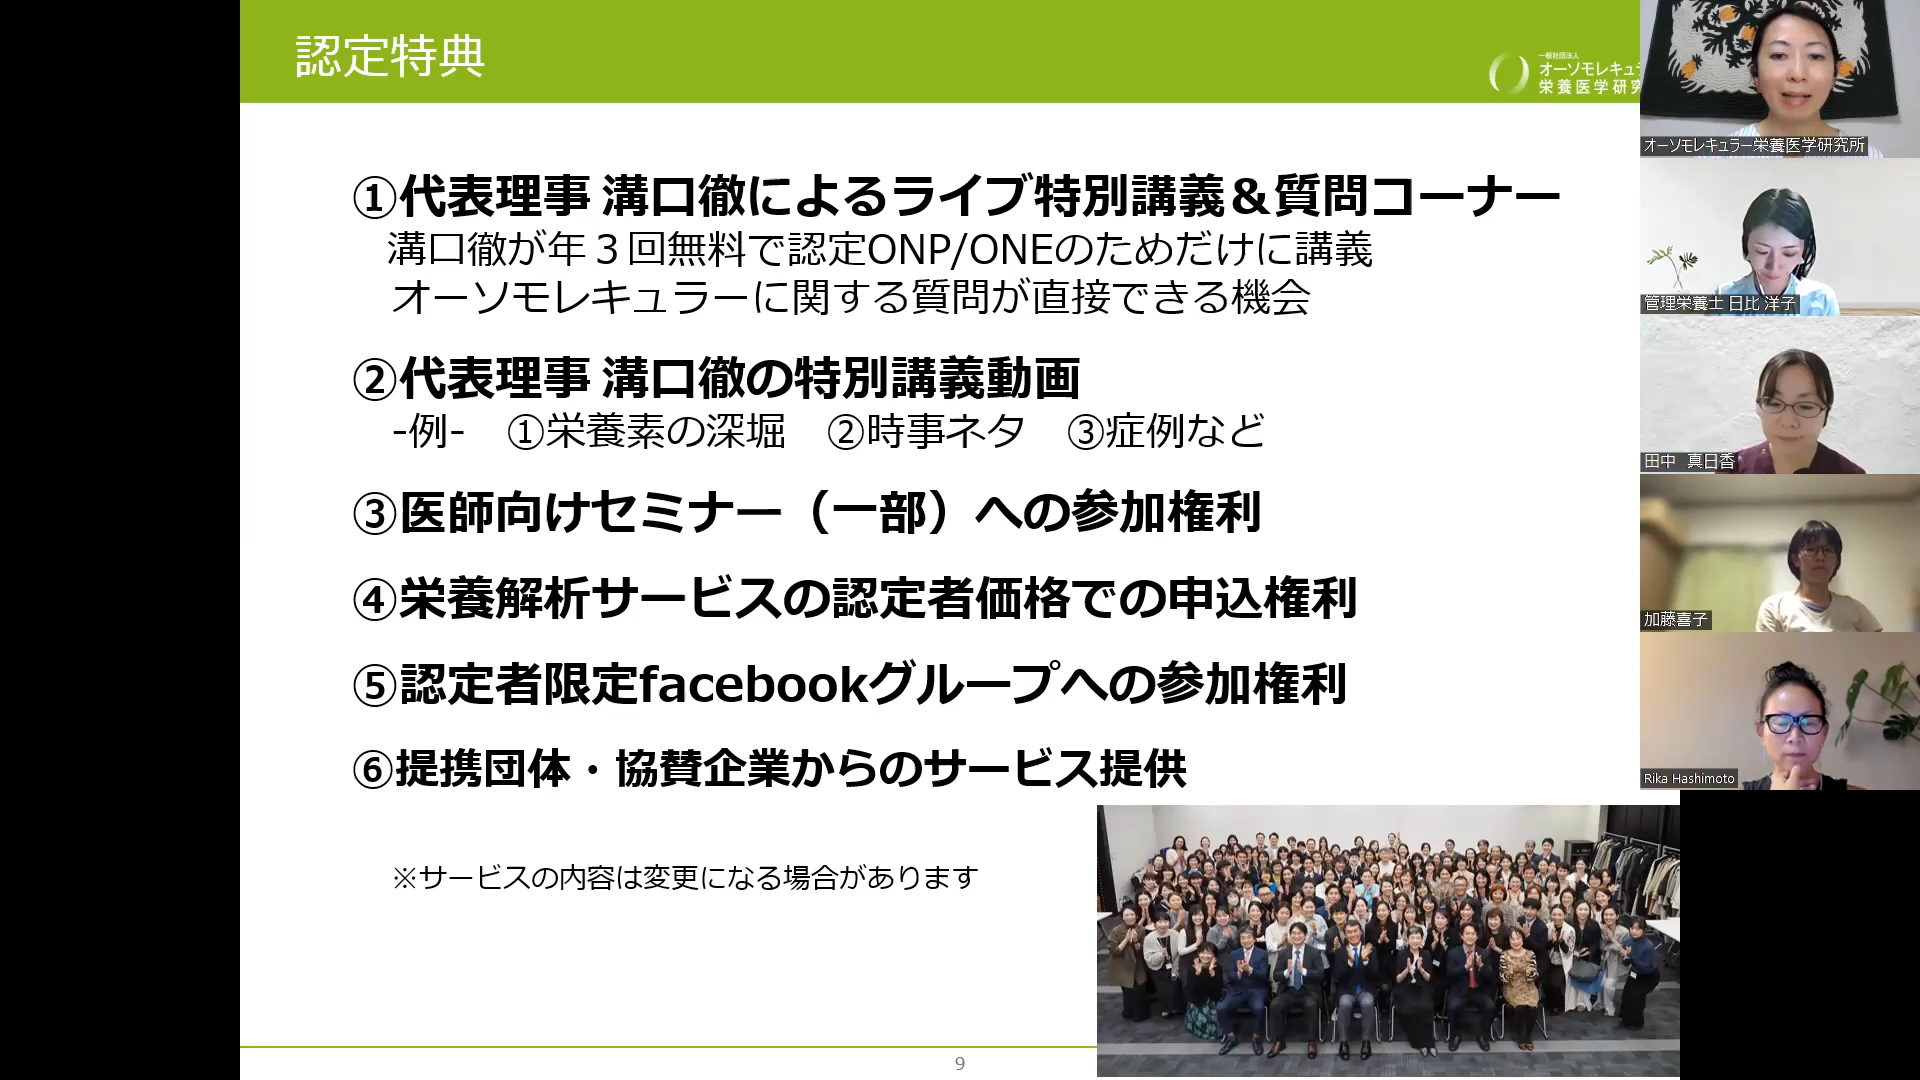 認定特典
一般社団法人
オーソモレキュラ
栄養医学研究
①代表理事 溝口徹によるライブ特別講義＆質問コーナー
溝口徹が年３回無料で認定ONP/ONEのためだけに講義
オーソモレキュラーに関する質問が直接できる機会
②代表理事 溝口徹の特別講義動画
-例-　①栄養素の深堀　②時事ネタ　③症例など
③医師向けセミナー（一部）への参加権利
④栄養解析サービスの認定者価格での申込権利
⑤認定者限定facebookグループへの参加権利
⑥提携団体・協賛企業からのサービス提供
※サービスの内容は変更になる場合があります
9
オーソモレキュラー栄養医学研究所
管理栄養士 日比 洋子
田中　真日香
加藤喜子
Rika Hashimoto